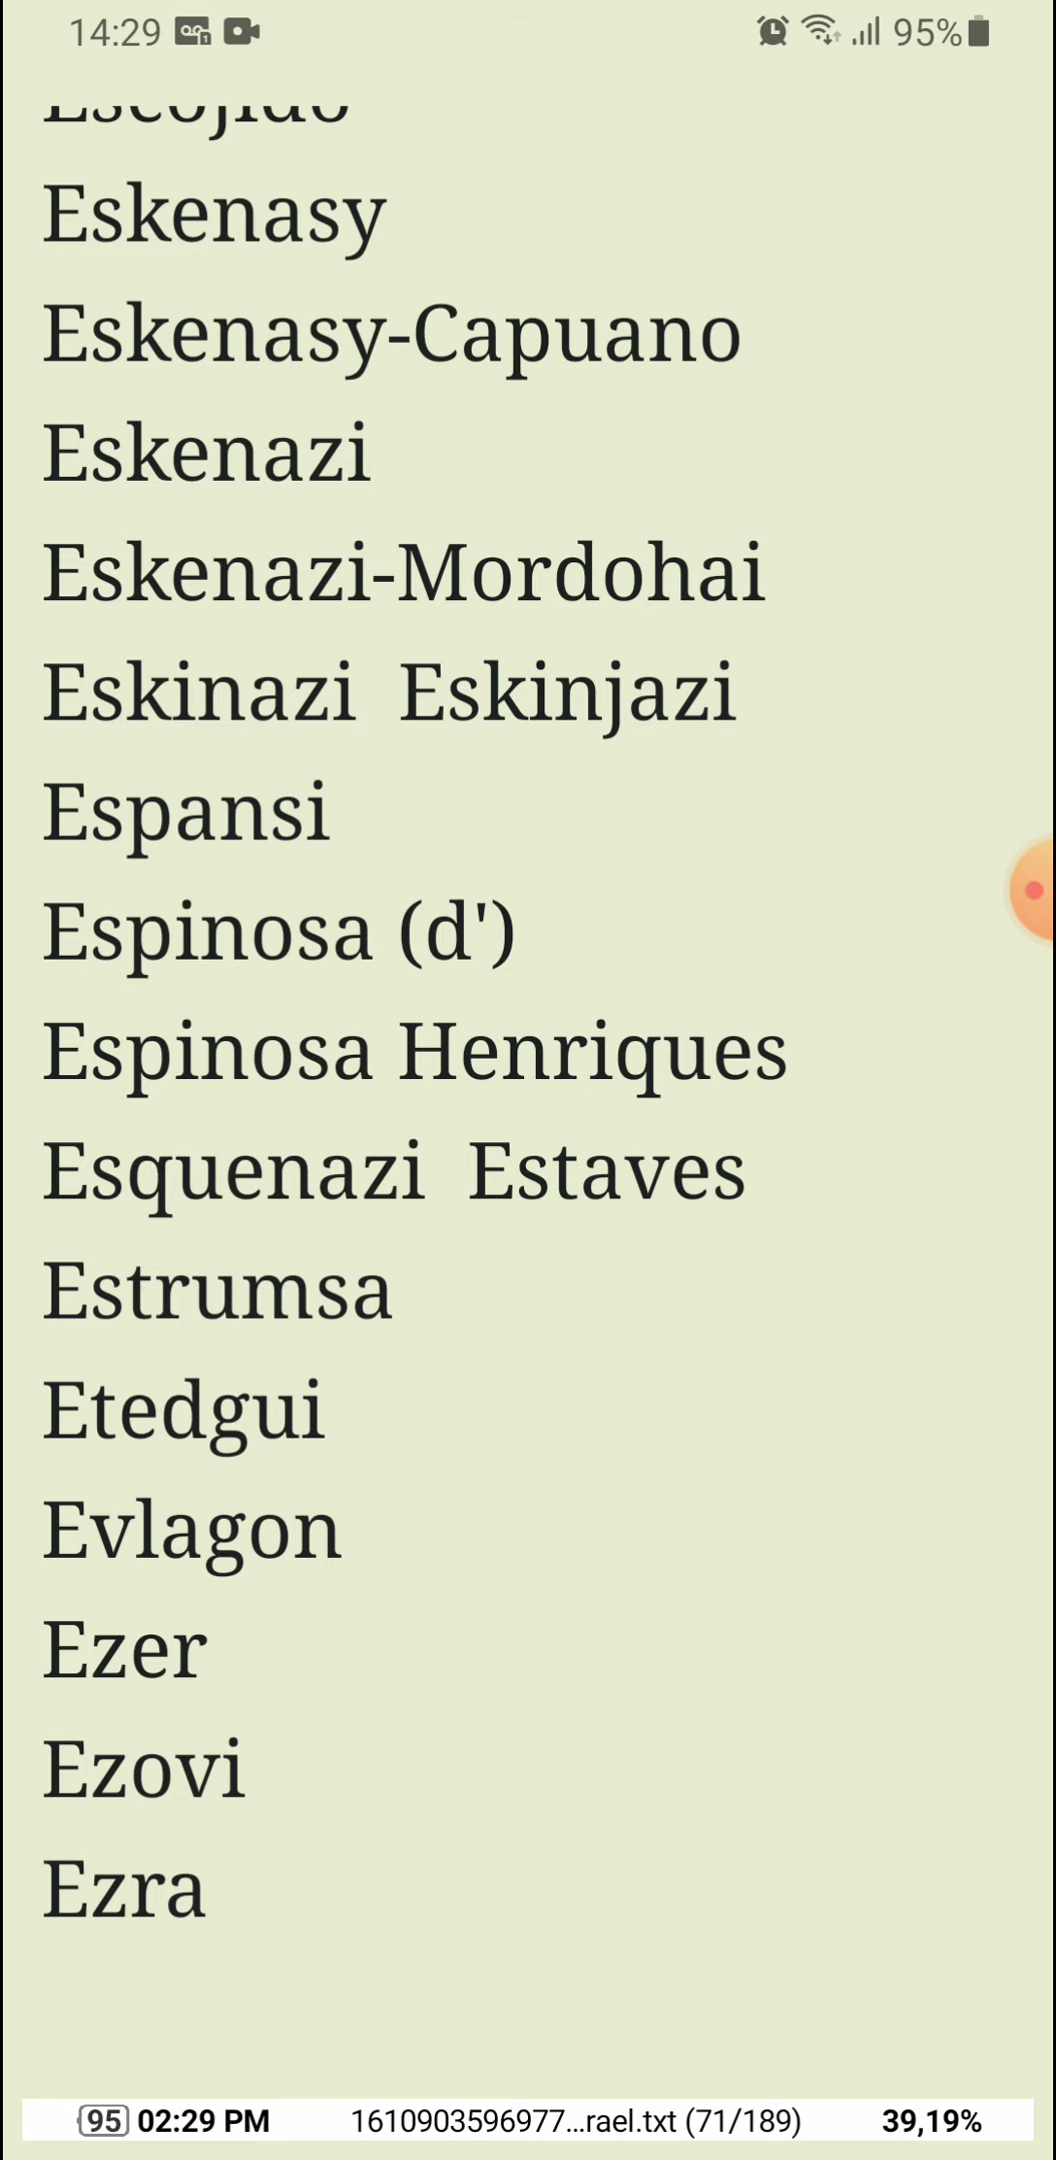 14:29 95%
Escojido
Eskenasy
Eskenasy-Capuano
Eskenazi
Eskenazi-Mordohai
Eskinazi  Eskinjazi
Espansi
Espinosa (d')
Espinosa Henriques
Esquenazi  Estaves
Estrumsa
Etedgui
Evlagon
Ezer
Ezovi
Ezra
95 02:29 PM 1610903596977...rael.txt (71/189) 39,19%